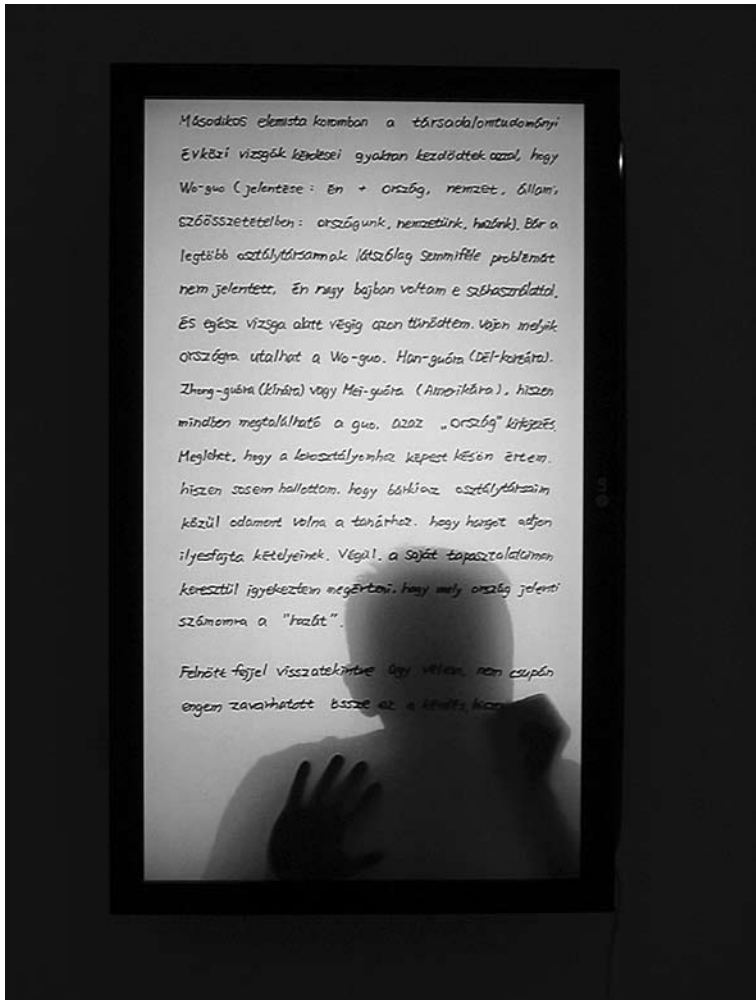 Másodikos elemista koromban a társadalomtudományi
évközi vizsgák kérdései gyakran kezdődtek azzal, hogy
Wo-guo (jelentése: én + ország, nemzet, állam,
szóösszetételben: országunk, nemzetünk, hazánk). Bár a
legtöbb osztálytársamnak látszólag semmiféle problémát
nem jelentett, én nagy bajban voltam e szóhasználattal,
és egész vizsga alatt végig azon tűnődtem. vajon melyik
országra utalhat a Wo-guo. Han-guóra (Dél-koreára).
Zhong-guóra (Kínára) vagy Mei-guóra (Amerikára), hiszen
mindben megtalálható a guo, azaz „ország" kifejezés.
Meglehet, hogy a korosztályomhoz képest későn értem.
hiszen sosem hallottam, hogy bárki az osztálytársaim
közül odament volna a tanárhoz. hogy hangot adjon
ilyesfajta kételyeinek. Végül, a saját tapasztalataimon
keresztül igyekeztem megérteni, hogy mely ország jelenti
számomra a "hazát".
Felnőtt fejjel visszatekintve úgy vélem, nem csupán
engem zavarhatott össze ez a kérdés, hiszen
LG